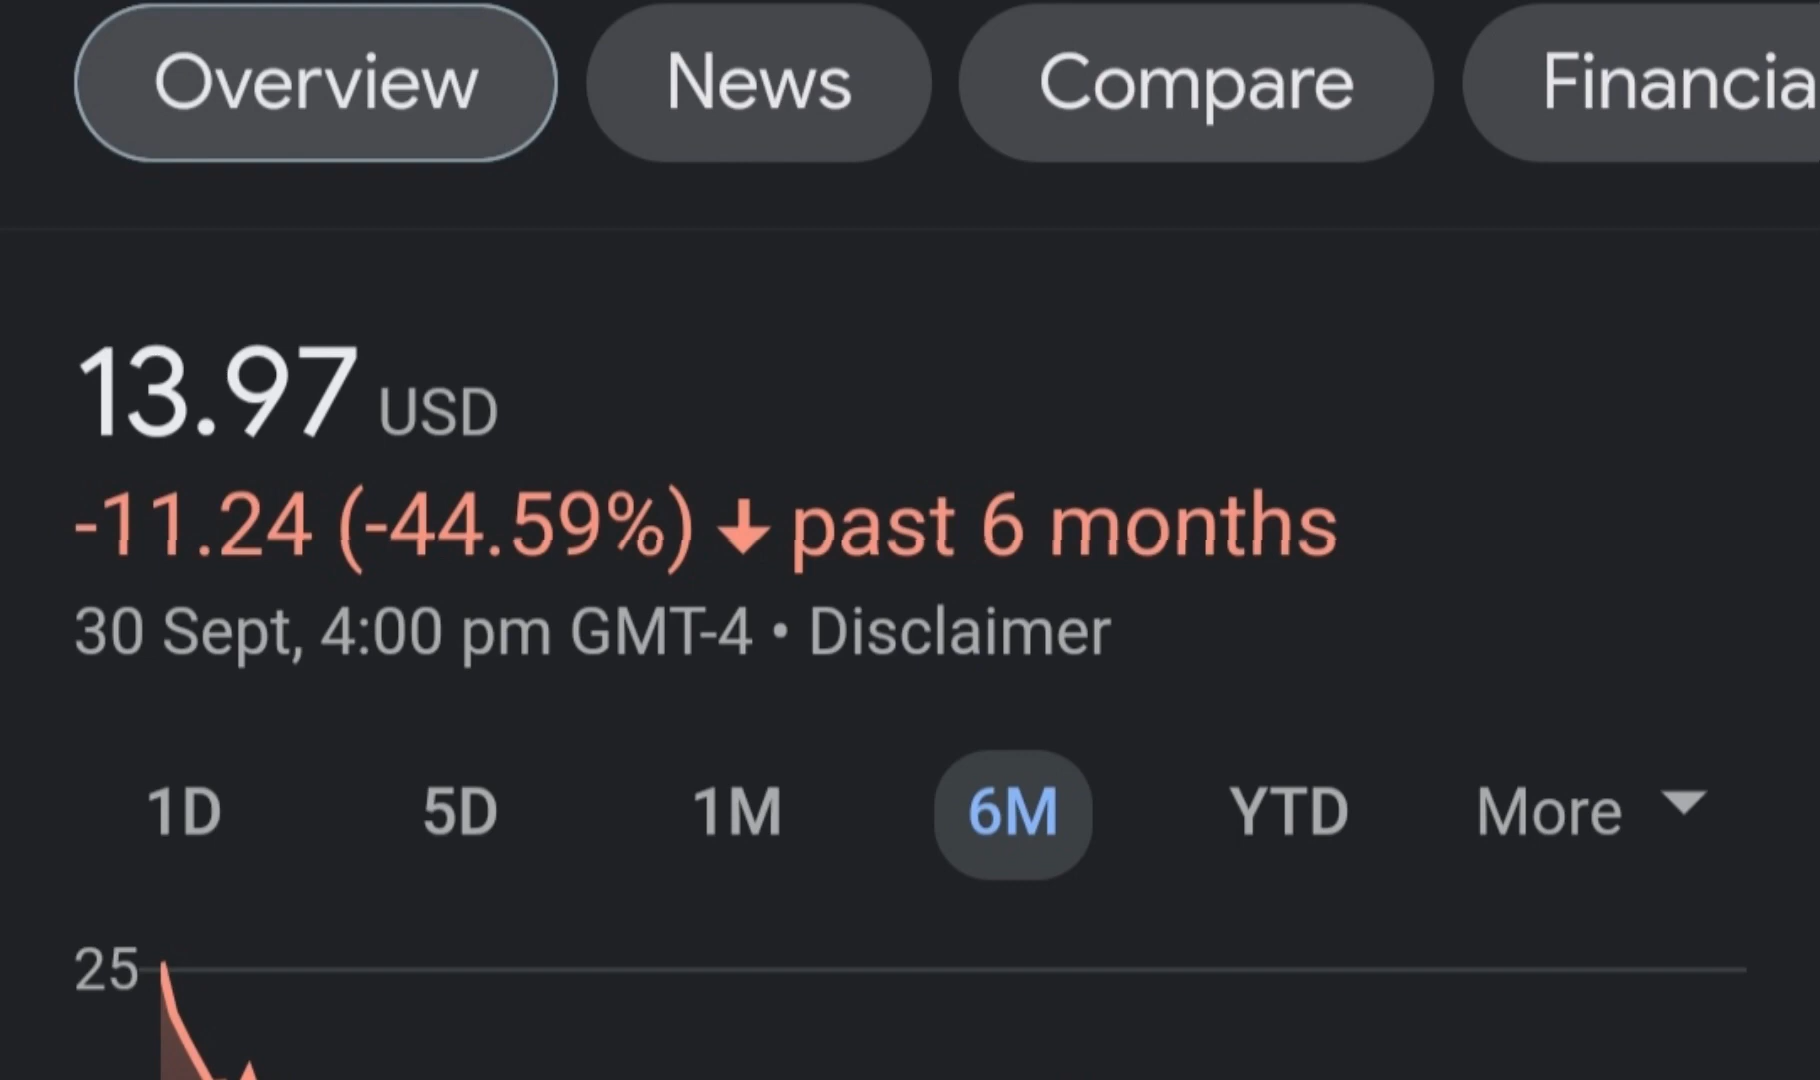 Overview News Compare Financia
13.97 USD
-11.24 (-44.59%) ↓ past 6 months
30 Sept, 4:00 pm GMT-4 • Disclaimer
1D 5D 1M 6M YTD More
25